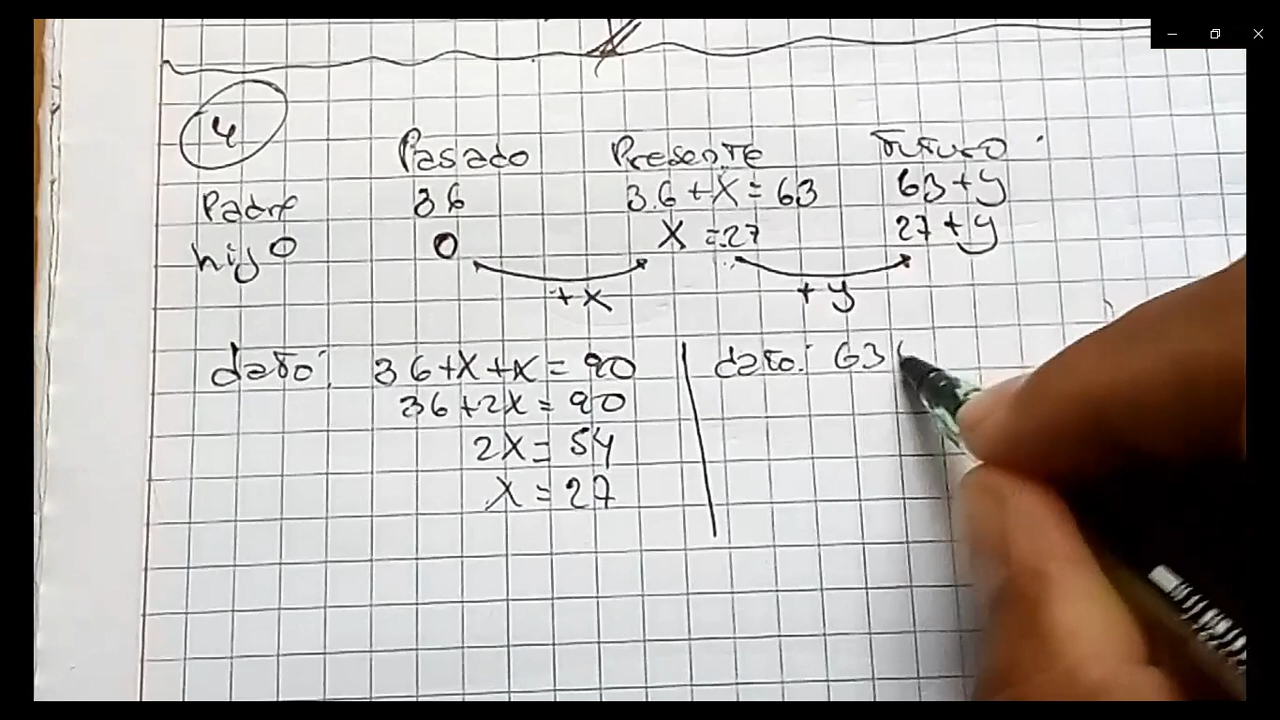 4
Pasado Presente Futuro
Padre 36 36+x=63 63+y
hijo 0 x=27 27+y
+x +y
dato: 36+x+x=90 dato: 63
36+2x=90
2x=54
x=27